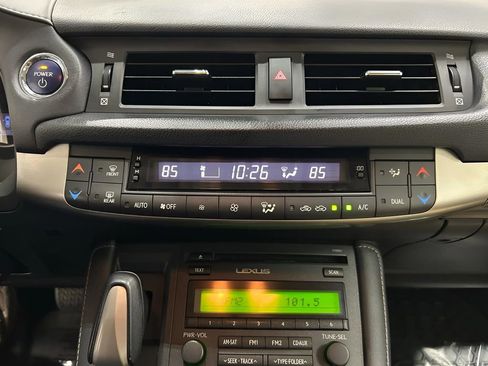 POWER
FRONT
H
M
85 10:26 85
REAR
AUTO OFF
A/C DUAL
TEXT
LEXUS
SCAN
FM2 101.5
1 2 3 4 5 6
PWR·VOL
TUNE·SEL
AM·SAT FM1 FM2 CD·AUX
SEEK · TRACK
TYPE·FOLDER